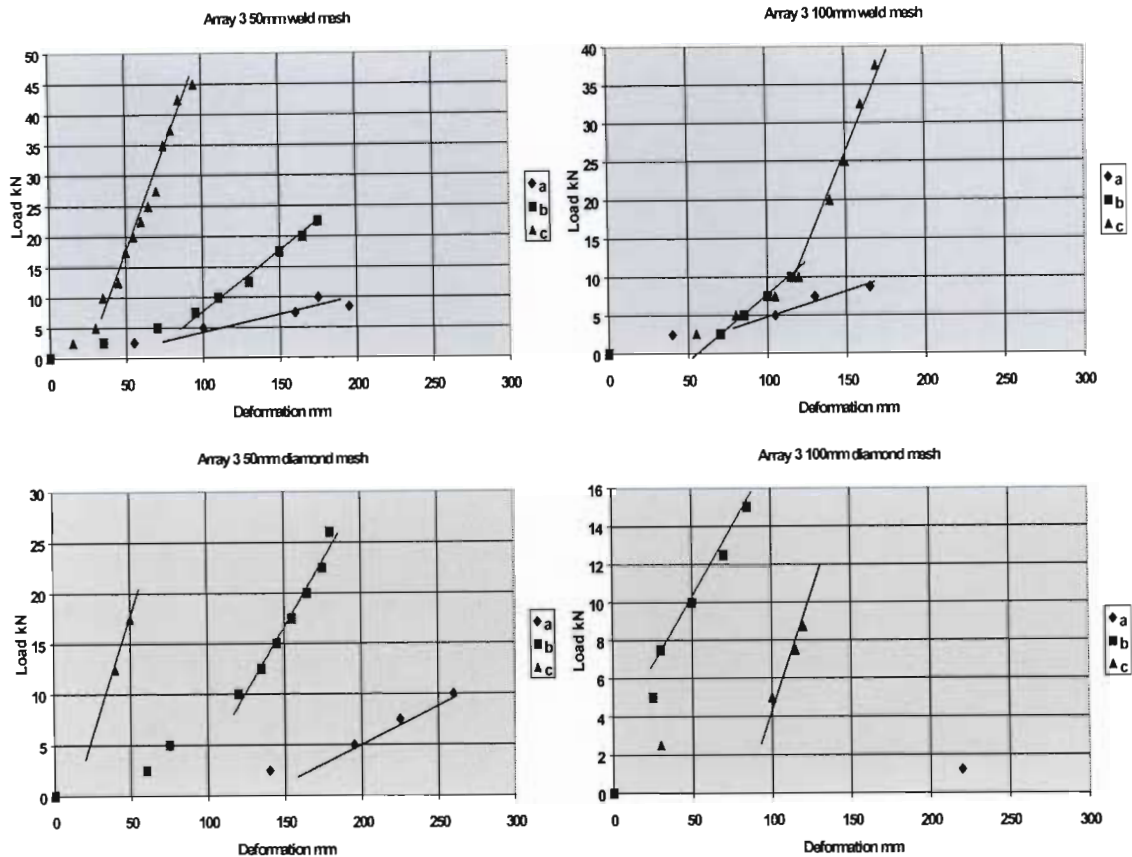 Array 3 50mm weld mesh
50
45
40
35
30
25
20
15
10
5
0
Load kN
0 50 100 150 200 250 300
Deformation mm
a
b
c
Array 3 100mm weld mesh
40
35
30
25
20
15
10
5
0
Load kN
0 50 100 150 200 250 300
Deformation mm
a
b
c
Array 3 50mm diamond mesh
30
25
20
15
10
5
0
Load kN
0 50 100 150 200 250 300
Deformation mm
a
b
c
Array 3 100mm diamond mesh
16
14
12
10
8
6
4
2
0
Load kN
0 50 100 150 200 250 300
Deformation mm
a
b
c